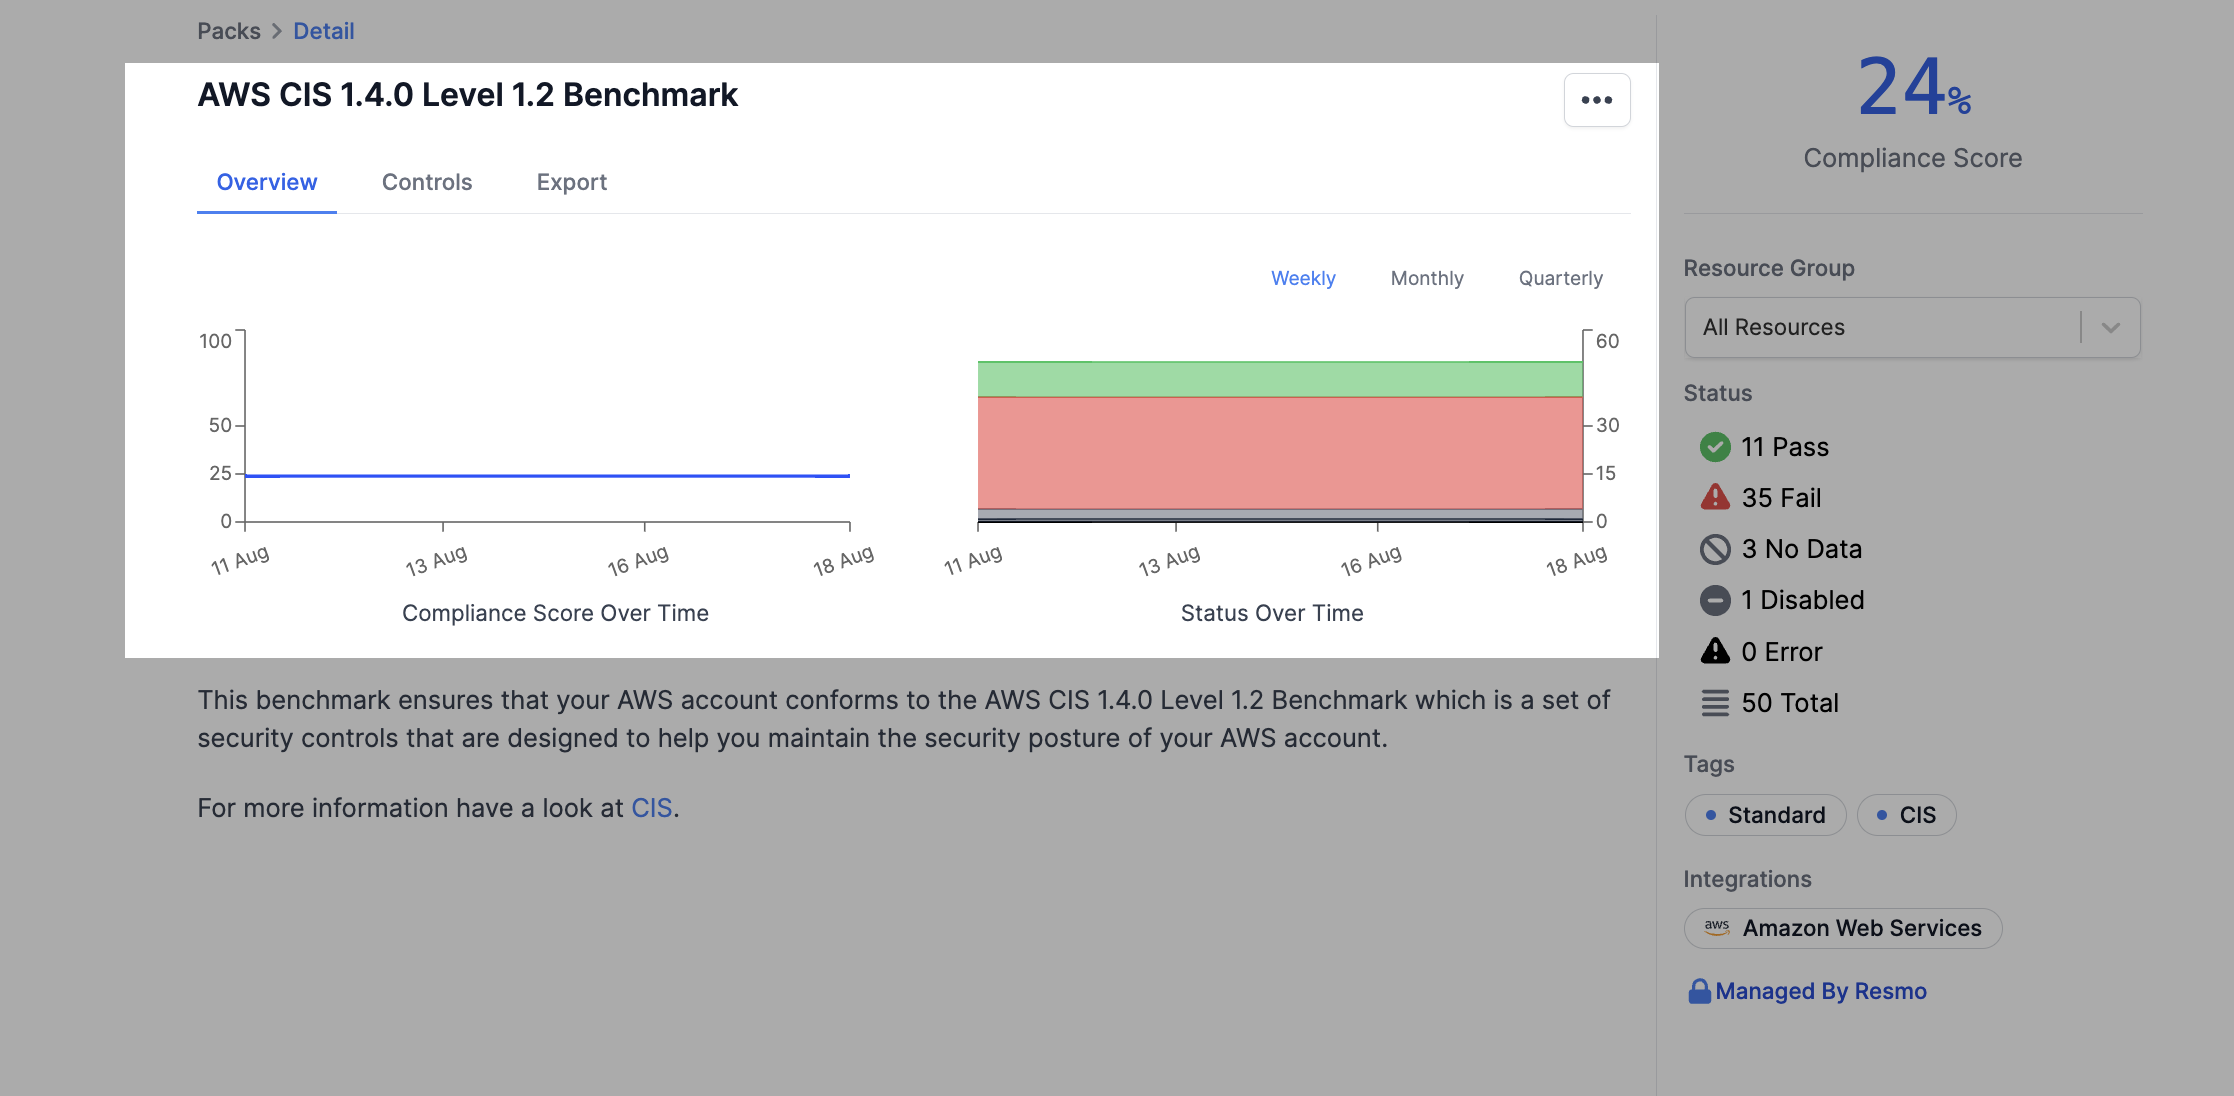 Packs > Detail
AWS CIS 1.4.0 Level 1.2 Benchmark
Overview Controls Export
Weekly Monthly Quarterly
100
50
25
0
11 Aug 13 Aug 16 Aug 18 Aug
Compliance Score Over Time
60
30
15
0
11 Aug 13 Aug 16 Aug 18 Aug
Status Over Time
This benchmark ensures that your AWS account conforms to the AWS CIS 1.4.0 Level 1.2 Benchmark which is a set of
security controls that are designed to help you maintain the security posture of your AWS account.
For more information have a look at CIS.
24%
Compliance Score
Resource Group
All Resources
Status
11 Pass
35 Fail
3 No Data
1 Disabled
0 Error
50 Total
Tags
Standard CIS
Integrations
aws Amazon Web Services
Managed By Resmo